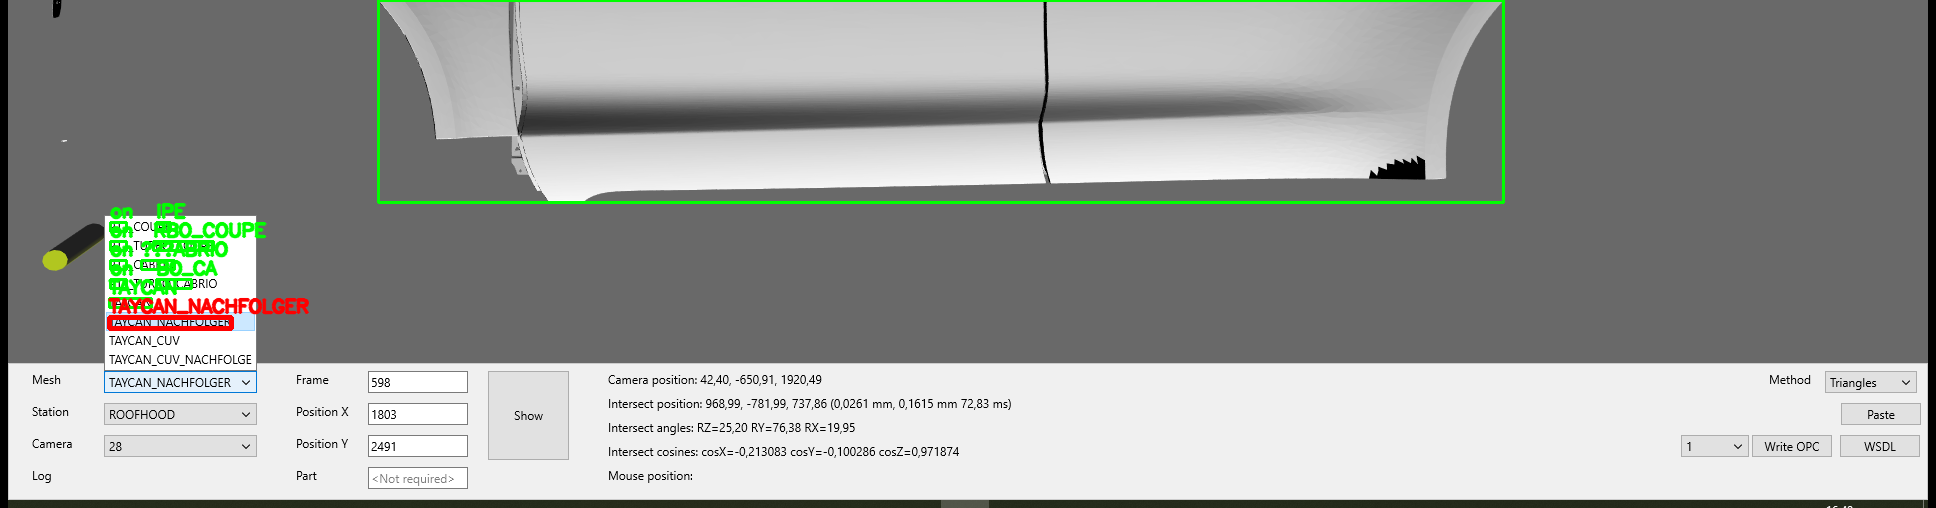 on IPE
on RBO_COUPE
on ???ABRIO
on BO_CA
TAYCAN
TAYCAN_NACHFOLGER
TAYCAN_NACHFOLGER
TAYCAN_CUV
TAYCAN_CUV_NACHFOLGE
Mesh TAYCAN_NACHFOLGER Frame 598 Show Camera position: 42,40, -650,91, 1920,49 Method Triangles
Intersect position: 968,99, -781,99, 737,86 (0,0261 mm, 0,1615 mm 72,83 ms)
Station ROOFHOOD Position X 1803 Paste
Intersect angles: RZ=25,20 RY=76,38 RX=19,95
Camera 28 Position Y 2491 1 Write OPC WSDL
Intersect cosines: cosX=-0,213083 cosY=-0,100286 cosZ=0,971874
Log Part <Not required> Mouse position: